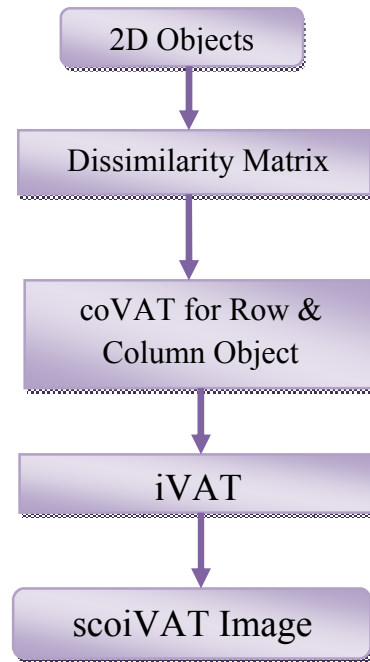 2D Objects
Dissimilarity Matrix
coVAT for Row &
Column Object
iVAT
scoiVAT Image